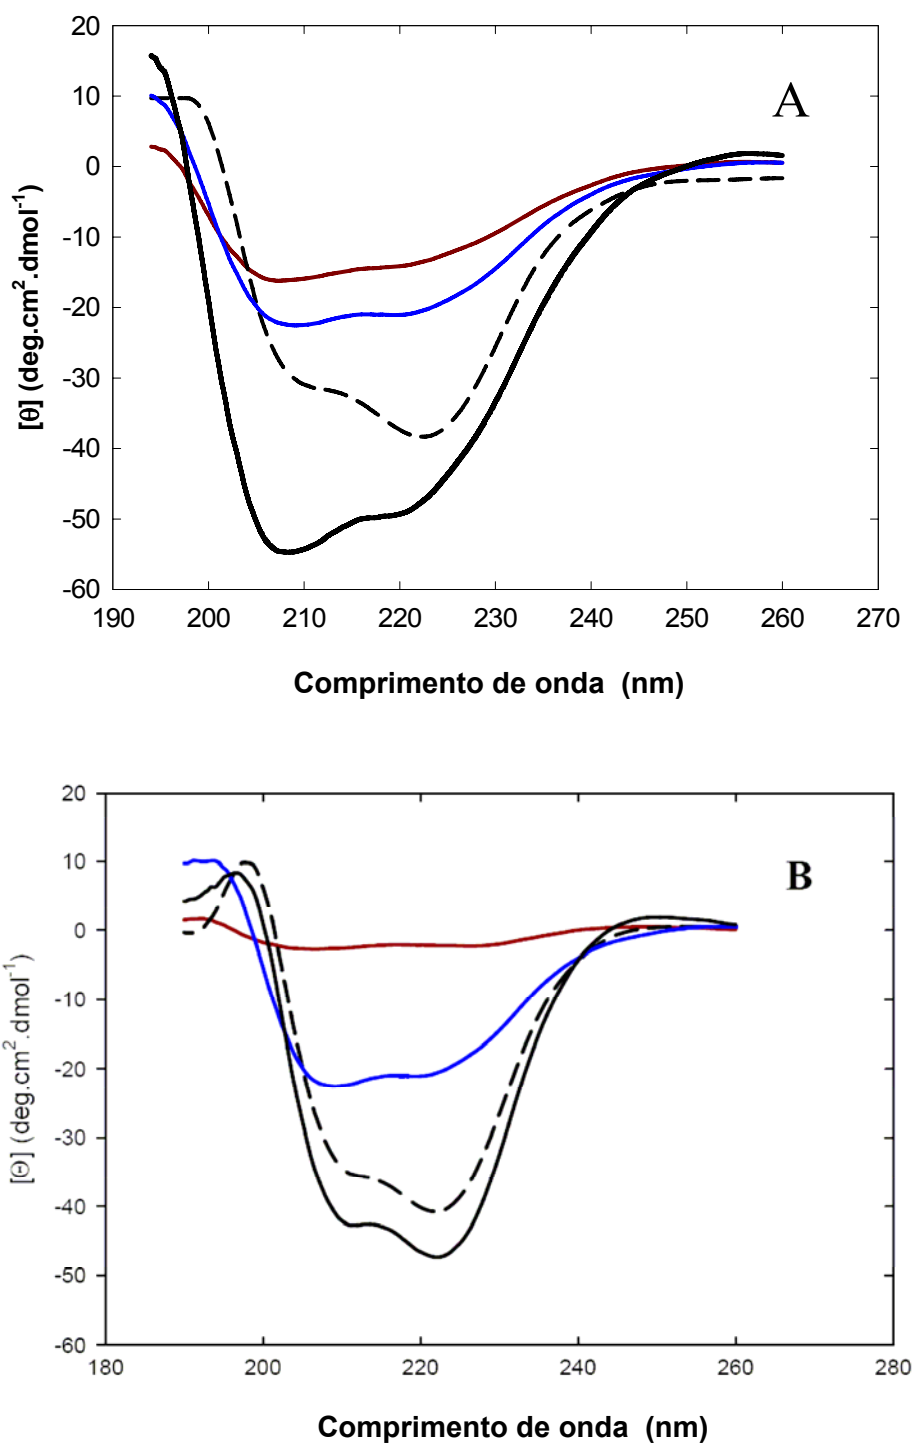 20
10
0
-10
-20
-30
-40
-50
-60
190 200 210 220 230 240 250 260 270
[θ] (deg.cm².dmol⁻¹)
A
Comprimento de onda (nm)
20
10
0
-10
-20
-30
-40
-50
-60
180 200 220 240 260 280
[Θ] (deg.cm².dmol⁻¹)
B
Comprimento de onda (nm)